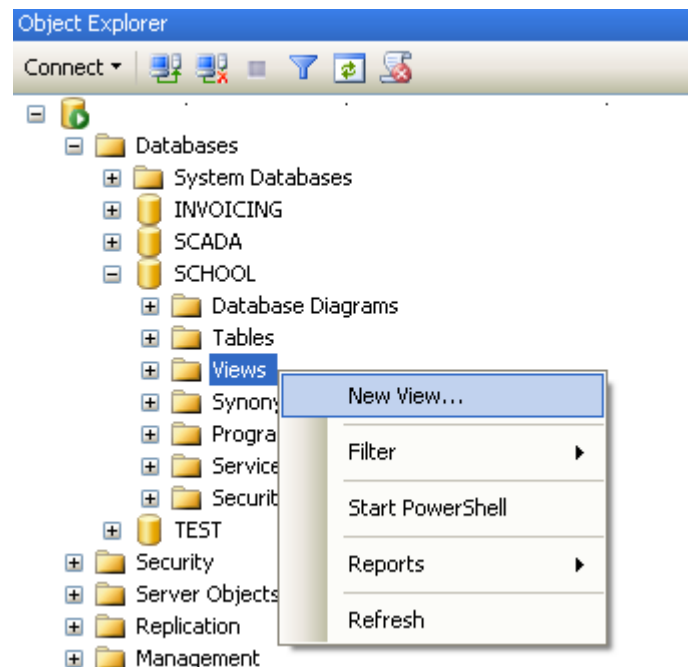 Object Explorer
Connect
Databases
System Databases
INVOICING
SCADA
SCHOOL
Database Diagrams
Tables
Views
New View...
Synony
Progra
Filter
Service
Securit
Start PowerShell
TEST
Security
Reports
Server Objects
Replication
Refresh
Management